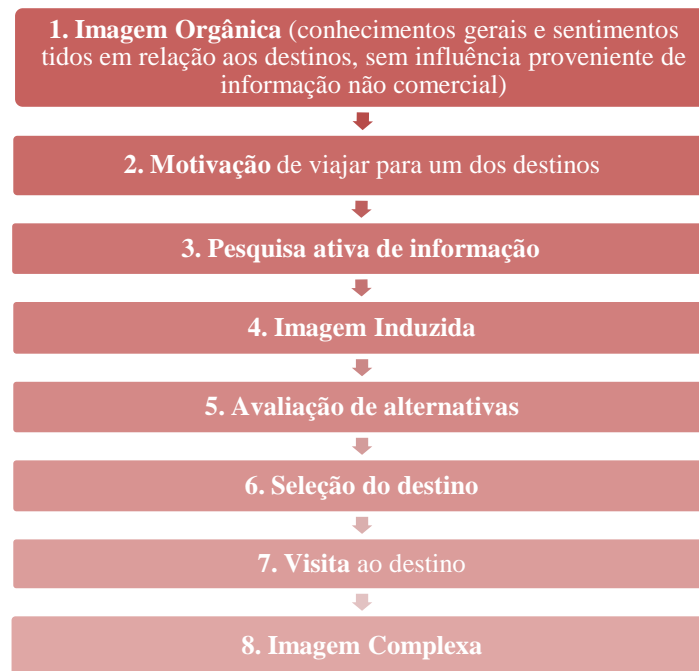 1. Imagem Orgânica (conhecimentos gerais e sentimentos
tidos em relação aos destinos, sem influência proveniente de
informação não comercial)
2. Motivação de viajar para um dos destinos
3. Pesquisa ativa de informação
4. Imagem Induzida
5. Avaliação de alternativas
6. Seleção do destino
7. Visita ao destino
8. Imagem Complexa